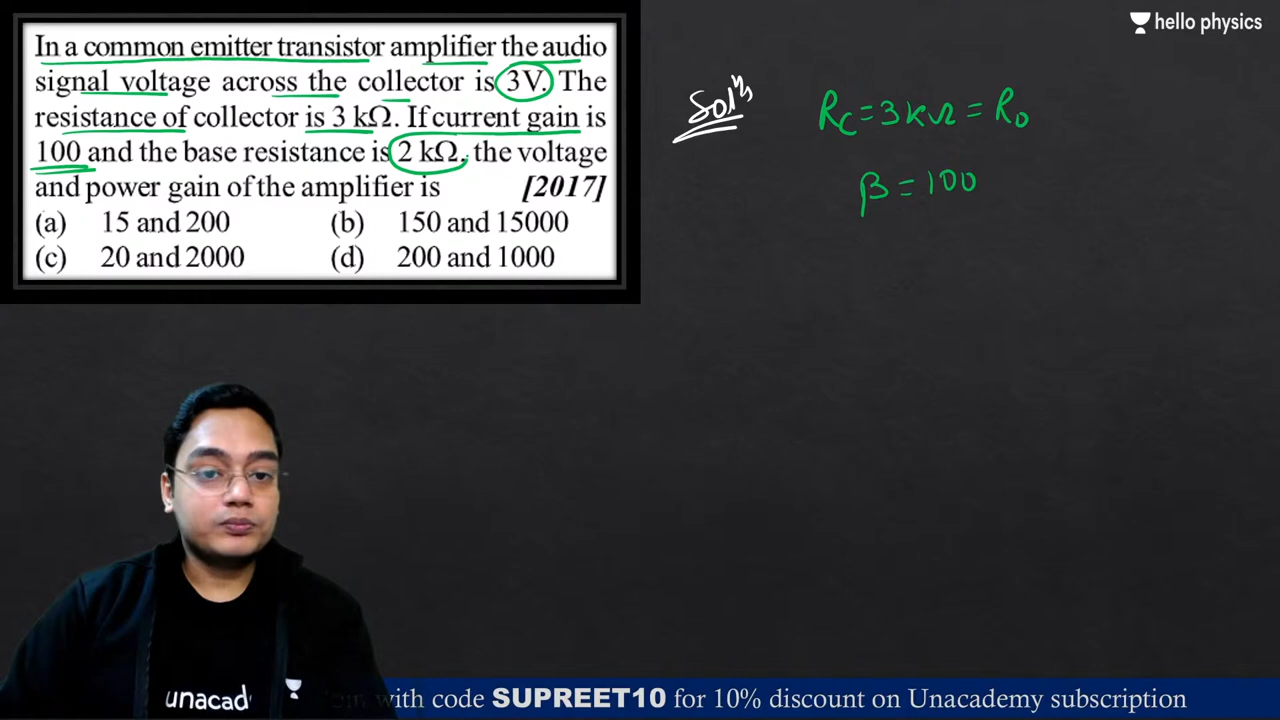 In a common emitter transistor amplifier the audio
signal voltage across the collector is 3V. The
resistance of collector is 3 kΩ. If current gain is
100 and the base resistance is 2 kΩ, the voltage
and power gain of the amplifier is [2017]
(a) 15 and 200 (b) 150 and 15000
(c) 20 and 2000 (d) 200 and 1000
hello physics
Solⁿ
R_C = 3 kΩ = R_O
β = 100
unacad
with code SUPREET10 for 10% discount on Unacademy subscription